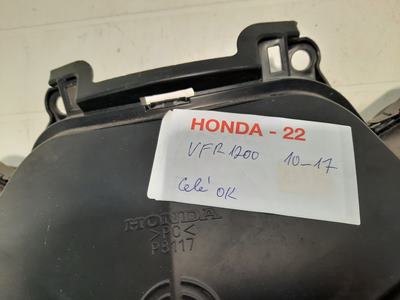 HONDA - 22
VFR 1200 10-17
Celé OK
HONDA
>PC<
P8117